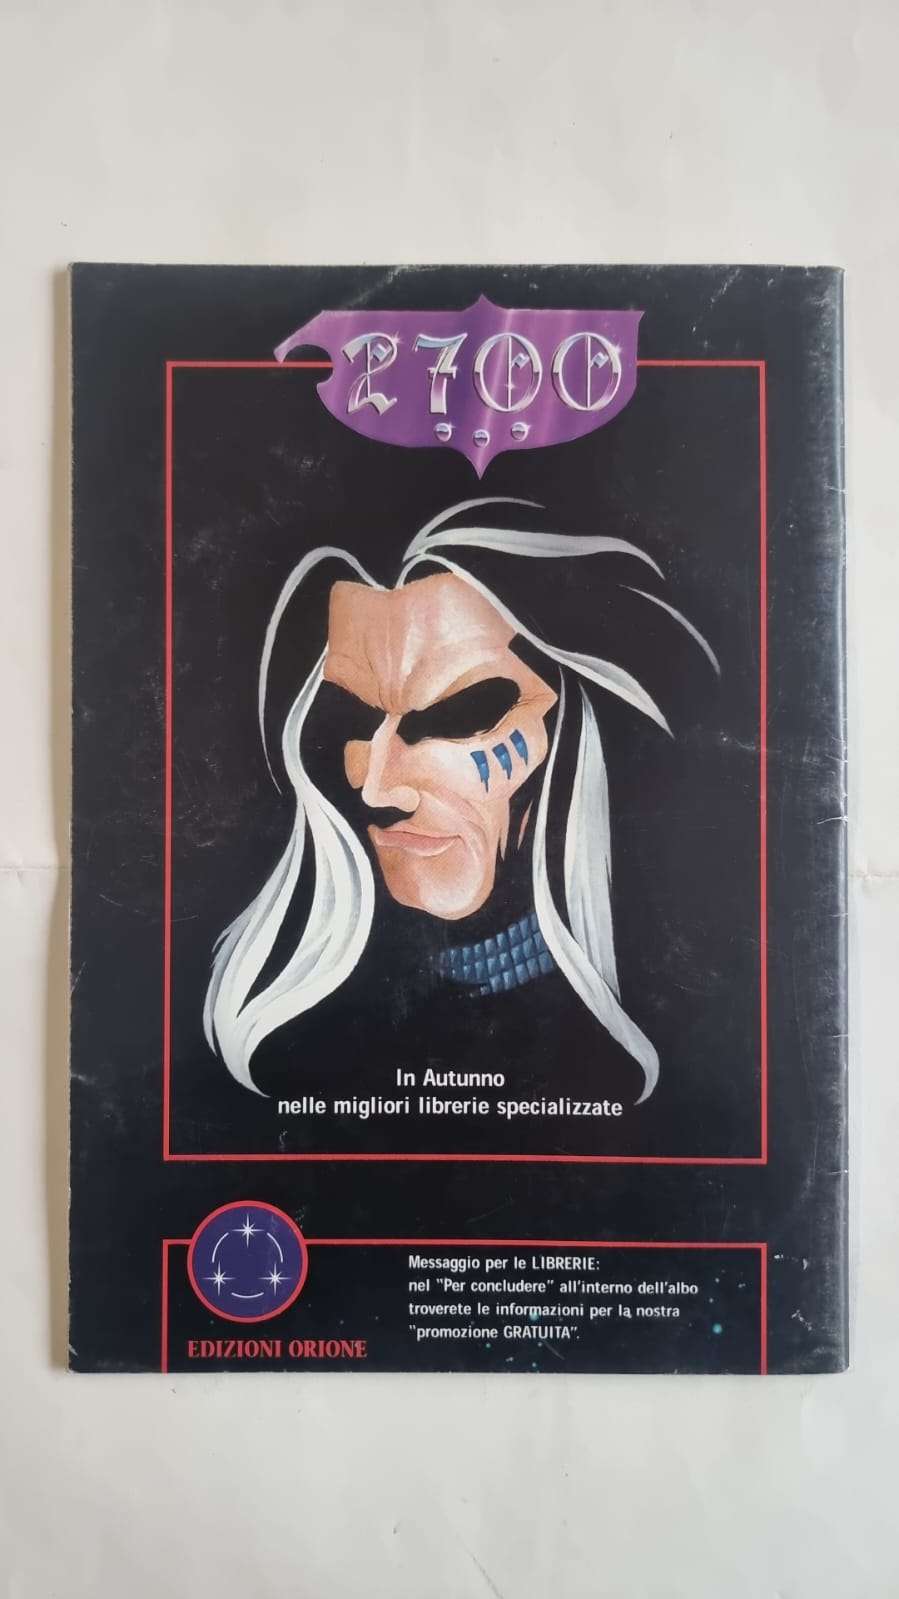 2700
In Autunno
nelle migliori librerie specializzate
Messaggio per le LIBRERIE:
nel "Per concludere" all'interno dell'albo
troverete le informazioni per la nostra
"promozione GRATUITA".
EDIZIONI ORIONE